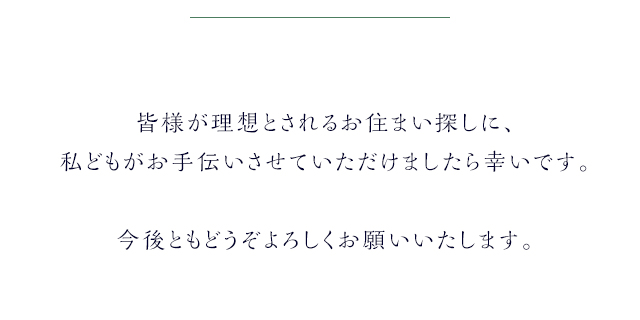 皆様が理想とされるお住まい探しに、
私どもがお手伝いさせていただけましたら幸いです。
今後ともどうぞよろしくお願いいたします。